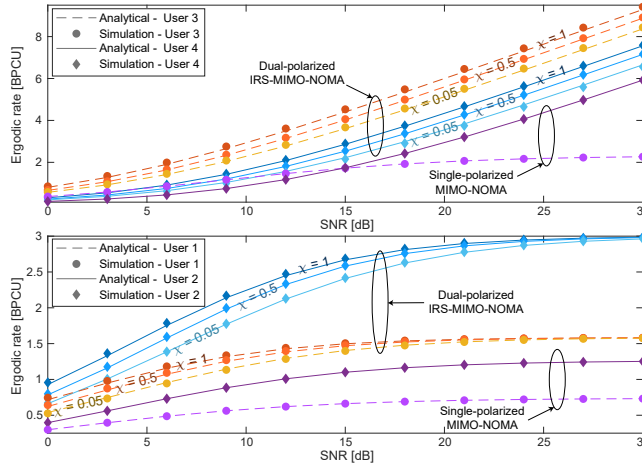 Analytical - User 3
Simulation - User 3
Analytical - User 4
Simulation - User 4
Dual-polarized
IRS-MIMO-NOMA
χ = 1
χ = 0.5
χ = 0.05
χ = 1
χ = 0.5
χ = 0.05
Single-polarized
MIMO-NOMA
Ergodic rate [BPCU]
8
6
4
2
0 5 10 15 20 25 30
SNR [dB]
Analytical - User 1
Simulation - User 1
Analytical - User 2
Simulation - User 2
χ = 1
χ = 0.5
χ = 0.05
Dual-polarized
IRS-MIMO-NOMA
χ = 1
χ = 0.5
χ = 0.05
Single-polarized
MIMO-NOMA
Ergodic rate [BPCU]
3
2.5
2
1.5
1
0.5
0 5 10 15 20 25 30
SNR [dB]